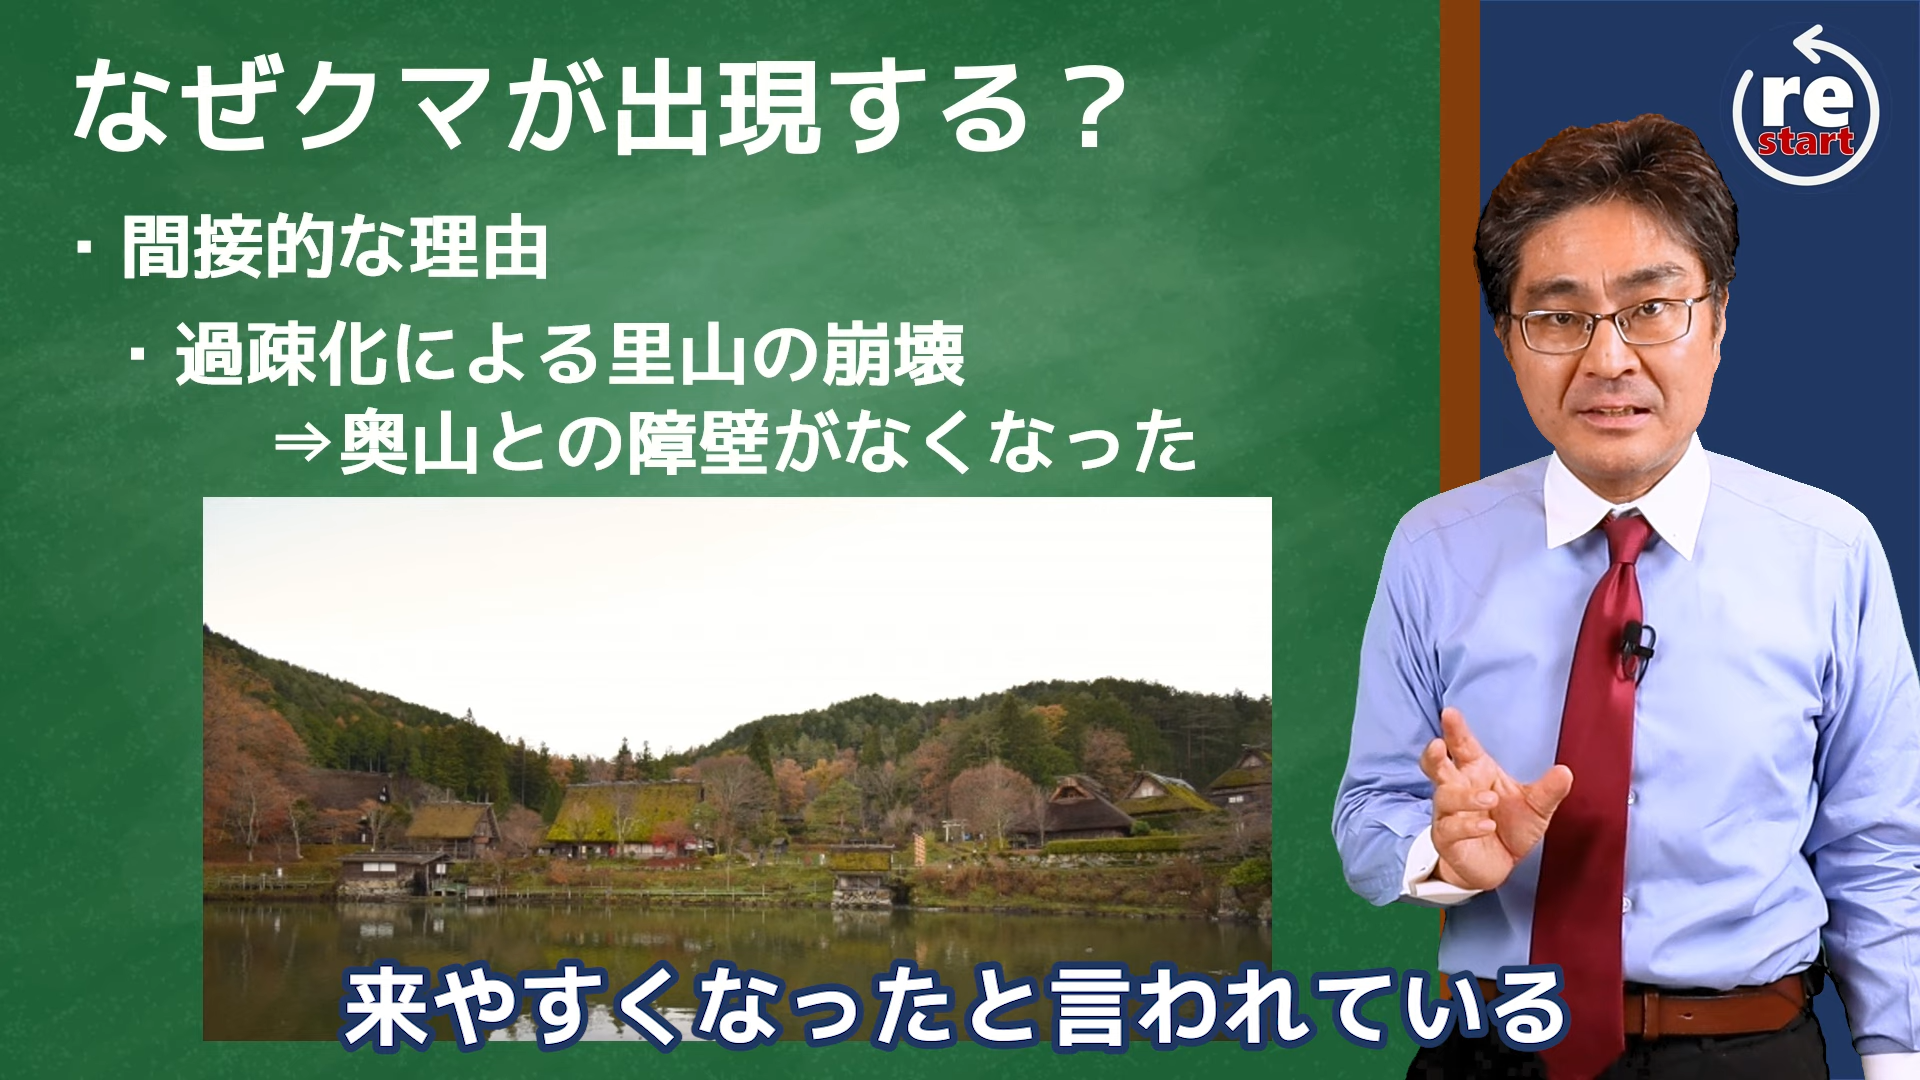 なぜクマが出現する？
re
start
・間接的な理由
・過疎化による里山の崩壊
⇒奥山との障壁がなくなった
来やすくなったと言われている